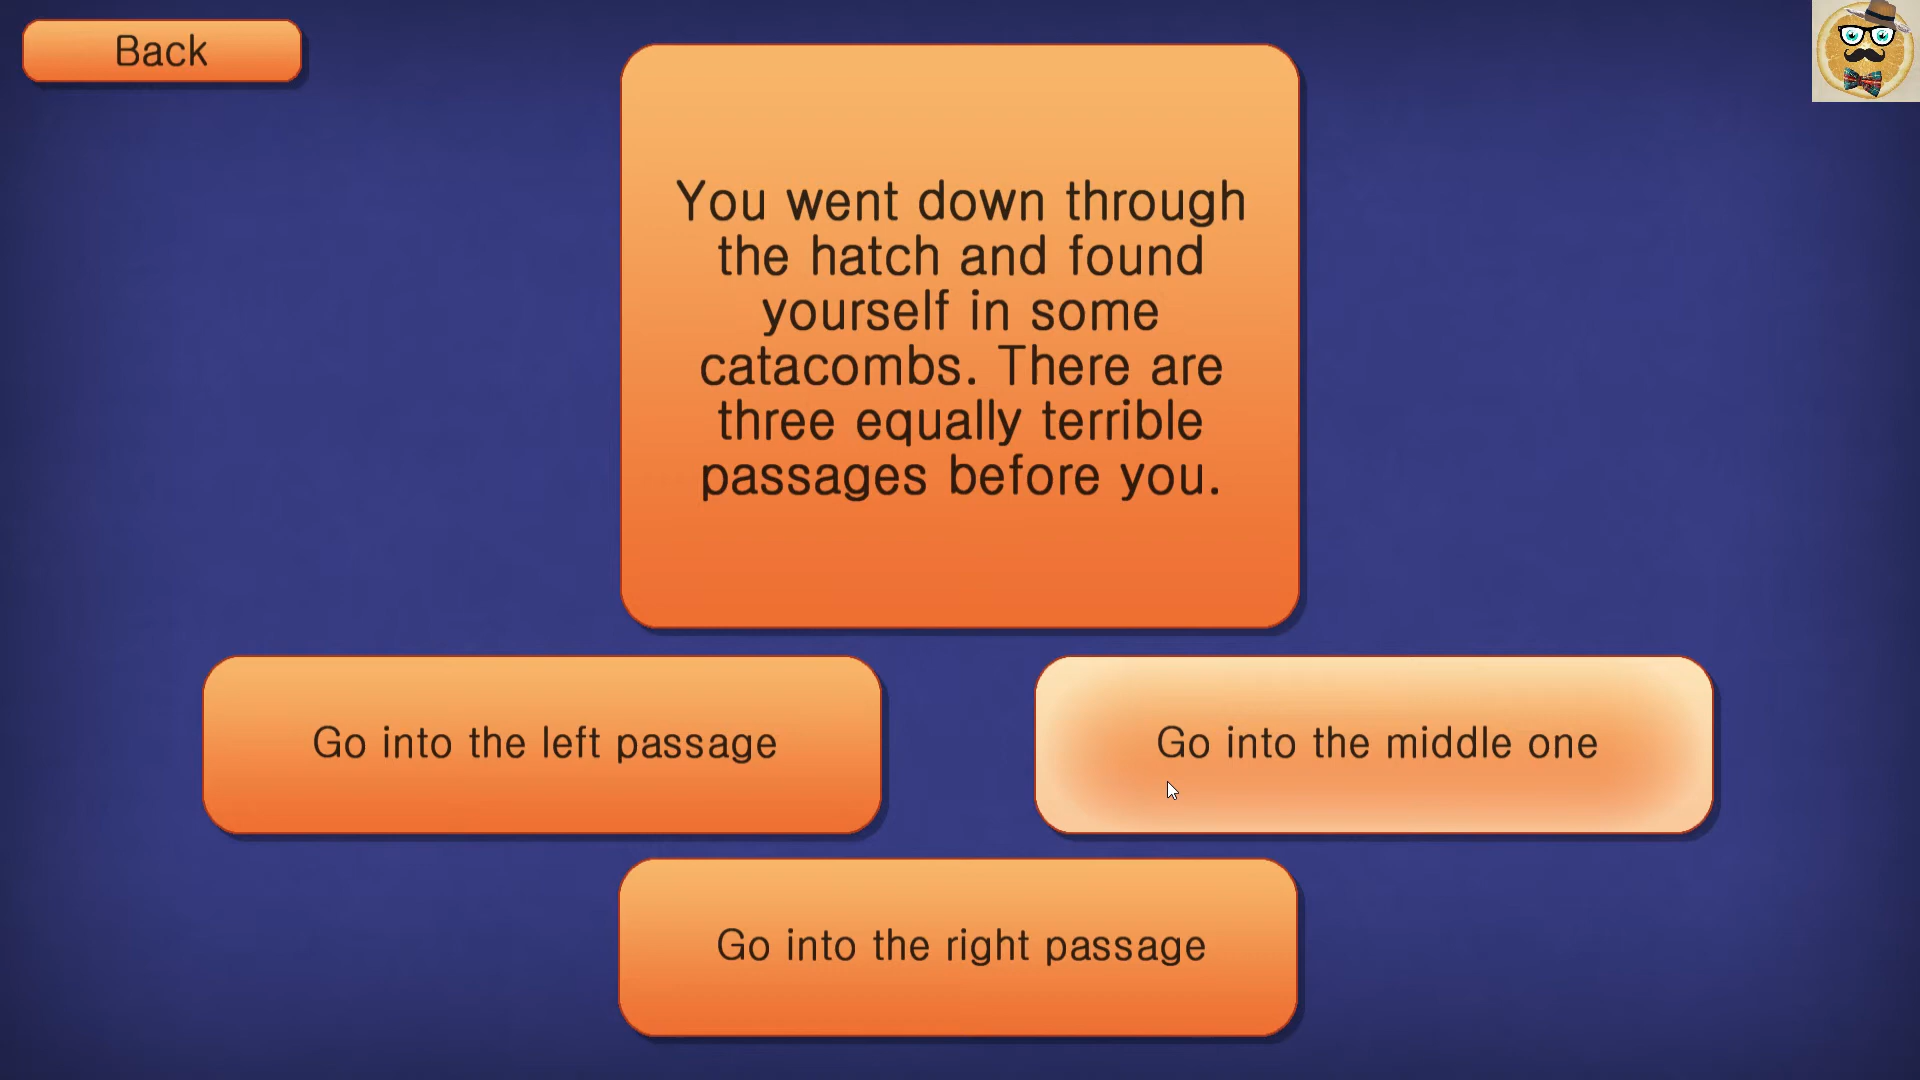 Back
You went down through
the hatch and found
yourself in some
catacombs. There are
three equally terrible
passages before you.
Go into the left passage
Go into the middle one
Go into the right passage